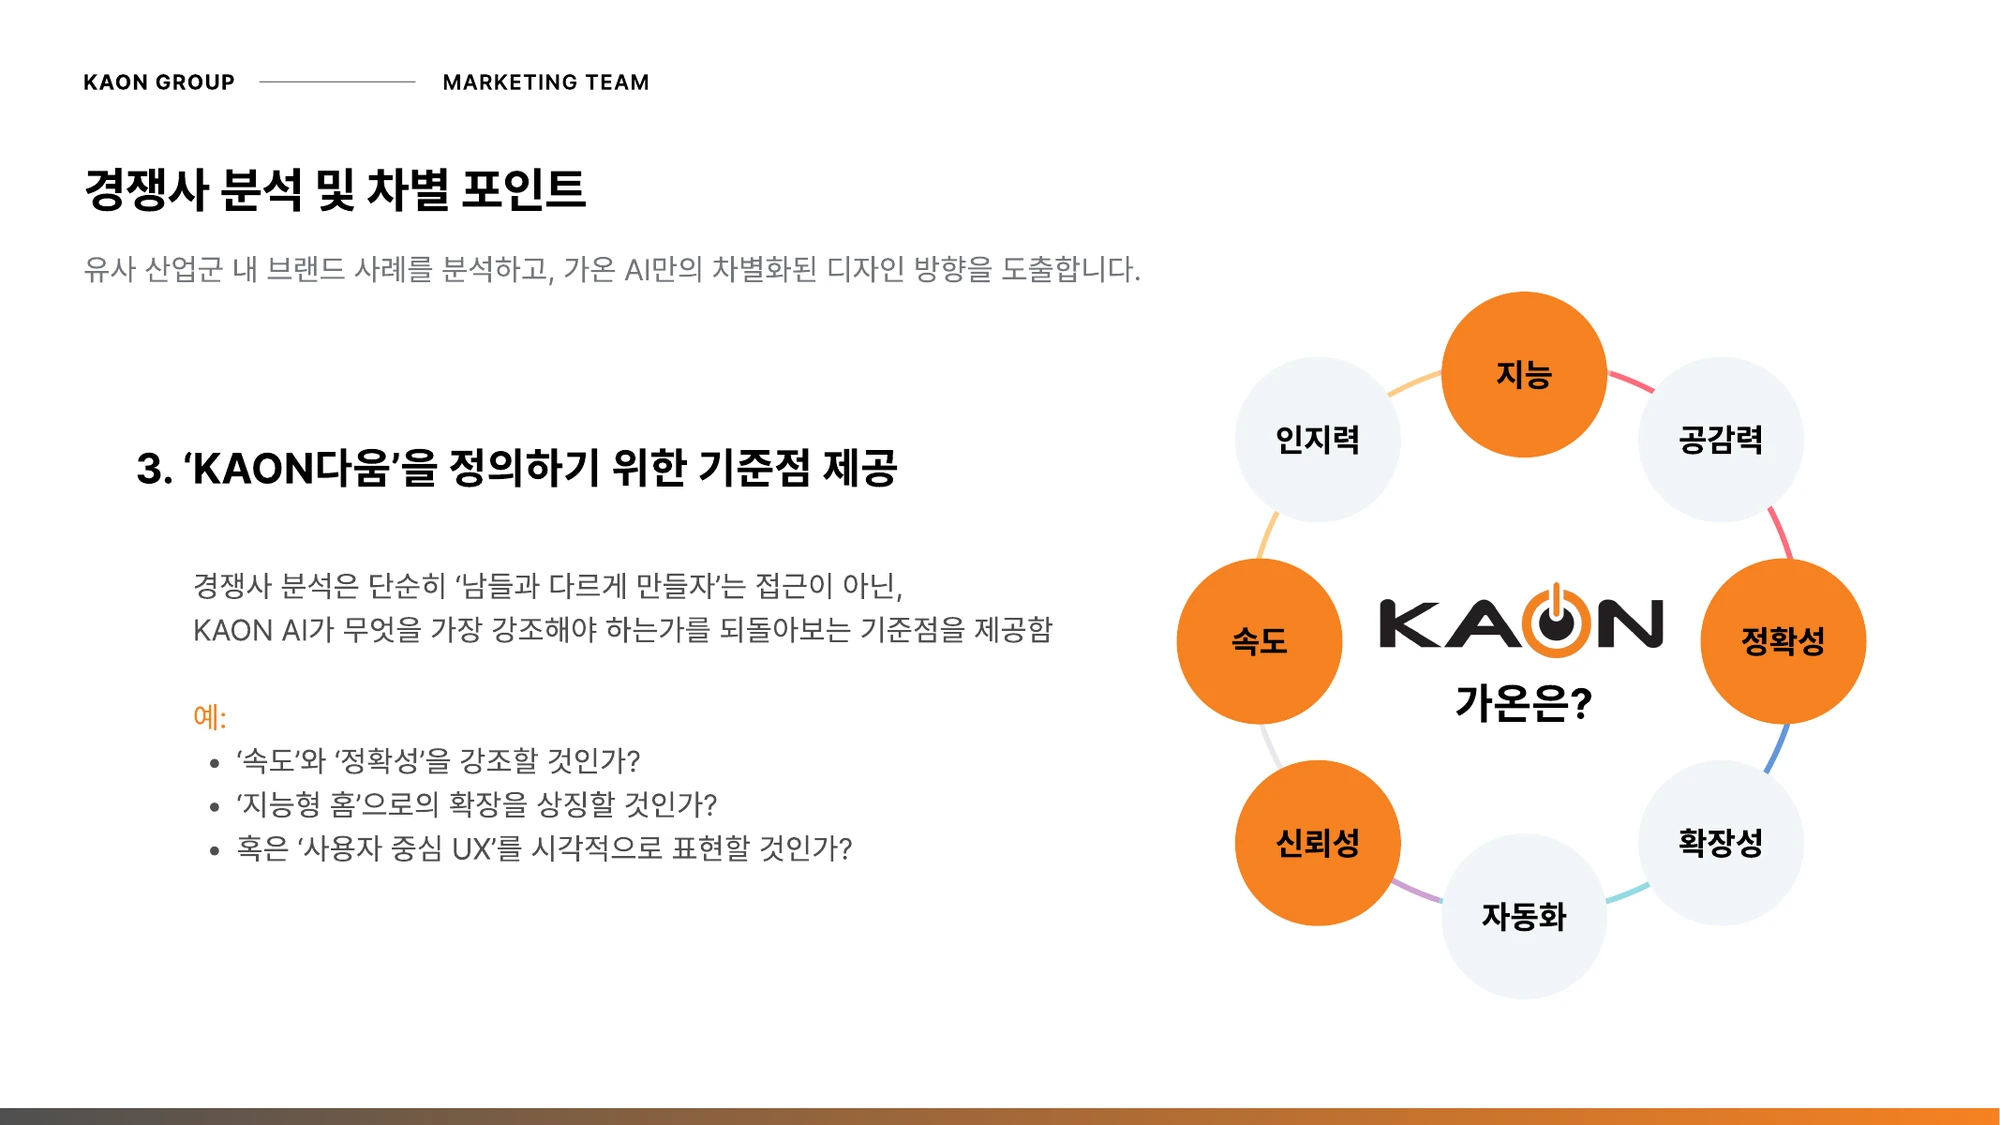 KAON GROUP
MARKETING TEAM
경쟁사 분석 및 차별 포인트
유사 산업군 내 브랜드 사례를 분석하고, 가온 AI만의 차별화된 디자인 방향을 도출합니다.
3. ‘KAON다움’을 정의하기 위한 기준점 제공
경쟁사 분석은 단순히 ‘남들과 다르게 만들자’는 접근이 아닌,
KAON AI가 무엇을 가장 강조해야 하는가를 되돌아보는 기준점을 제공함
예:
• ‘속도’와 ‘정확성’을 강조할 것인가?
• ‘지능형 홈’으로의 확장을 상징할 것인가?
• 혹은 ‘사용자 중심 UX’를 시각적으로 표현할 것인가?
지능
공감력
정확성
확장성
자동화
신뢰성
속도
인지력
KAON
가온은?